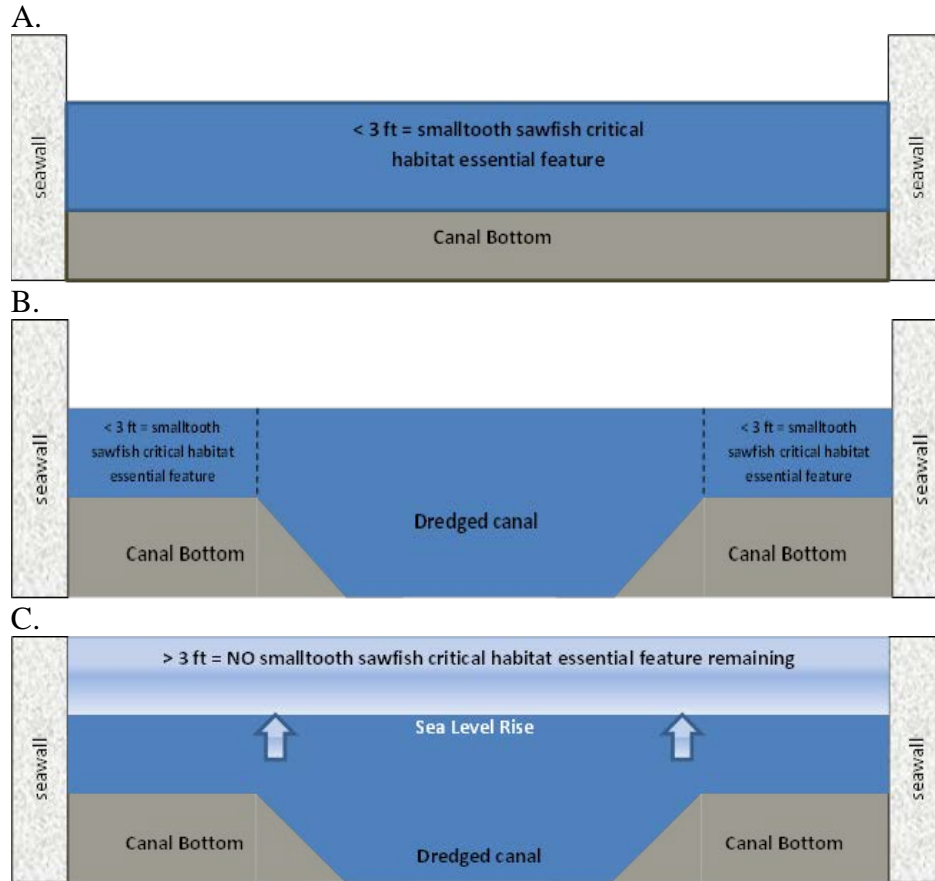 A.
seawall
< 3 ft = smalltooth sawfish critical
habitat essential feature
Canal Bottom
seawall
B.
seawall
< 3 ft = smalltooth
sawfish critical habitat
essential feature
Canal Bottom
Dredged canal
< 3 ft = smalltooth
sawfish critical habitat
essential feature
Canal Bottom
seawall
C.
seawall
> 3 ft = NO smalltooth sawfish critical habitat essential feature remaining
Sea Level Rise
Canal Bottom
Dredged canal
Canal Bottom
seawall